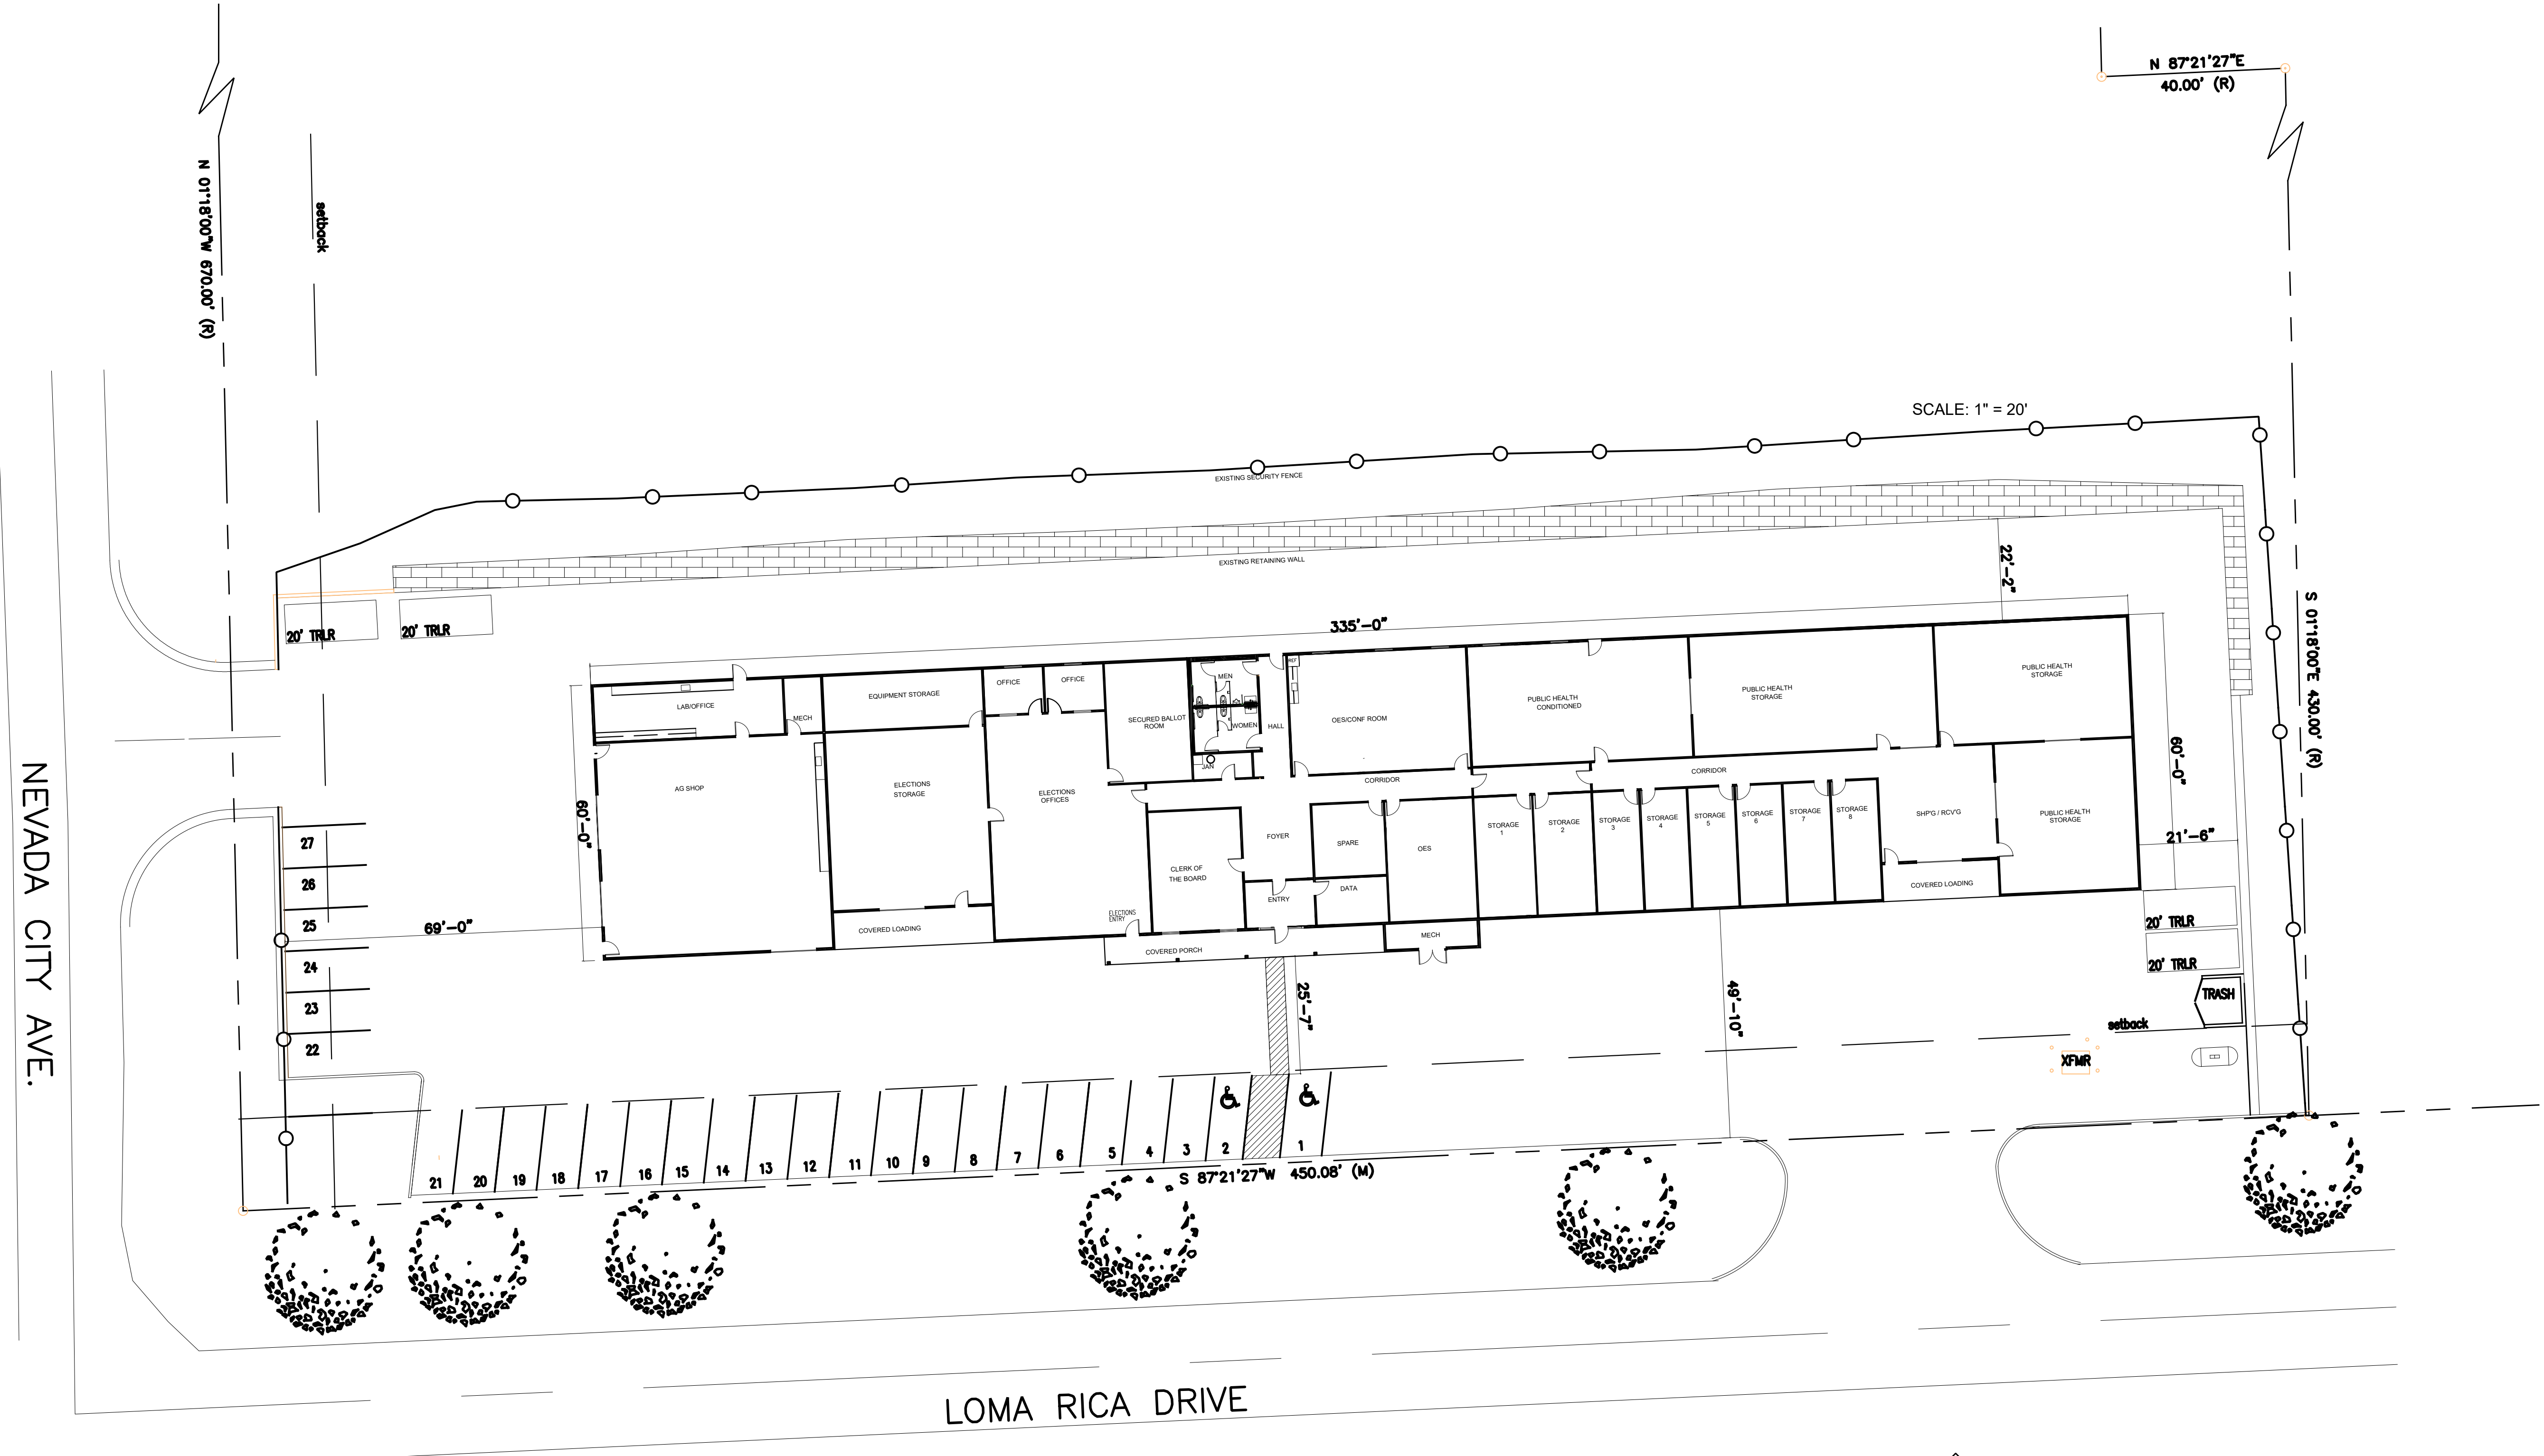 N 87°21'27"E
40.00' (R)
N 01°18'00"W 670.00' (R)
setback
SCALE: 1" = 20'
EXISTING SECURITY FENCE
EXISTING RETAINING WALL
22'-2"
S 01°18'00"E 430.00' (R)
20' TRLR
20' TRLR
335'-0"
LAB/OFFICE
MECH
EQUIPMENT STORAGE
OFFICE
OFFICE
SECURED BALLOT
ROOM
MEN
WOMEN
HALL
JAN
REF
OES/CONF ROOM
PUBLIC HEALTH
CONDITIONED
PUBLIC HEALTH
STORAGE
PUBLIC HEALTH
STORAGE
60'-0"
AG SHOP
ELECTIONS
STORAGE
ELECTIONS
OFFICES
CORRIDOR
CORRIDOR
60'-0"
FOYER
SPARE
OES
CLERK OF
THE BOARD
ENTRY
DATA
STORAGE
1
STORAGE
2
STORAGE
3
STORAGE
4
STORAGE
5
STORAGE
6
STORAGE
7
STORAGE
8
SHP'G / RCV'G
PUBLIC HEALTH
STORAGE
21'-6"
COVERED LOADING
COVERED LOADING
ELECTIONS
ENTRY
COVERED PORCH
MECH
69'-0"
25'-7"
49'-10"
20' TRLR
20' TRLR
TRASH
setback
XFMR
27
26
25
24
23
22
21
20
19
18
17
16
15
14
13
12
11
10
9
8
7
6
5
4
3
2
1
S 87°21'27"W 450.08' (M)
NEVADA CITY AVE.
LOMA RICA DRIVE